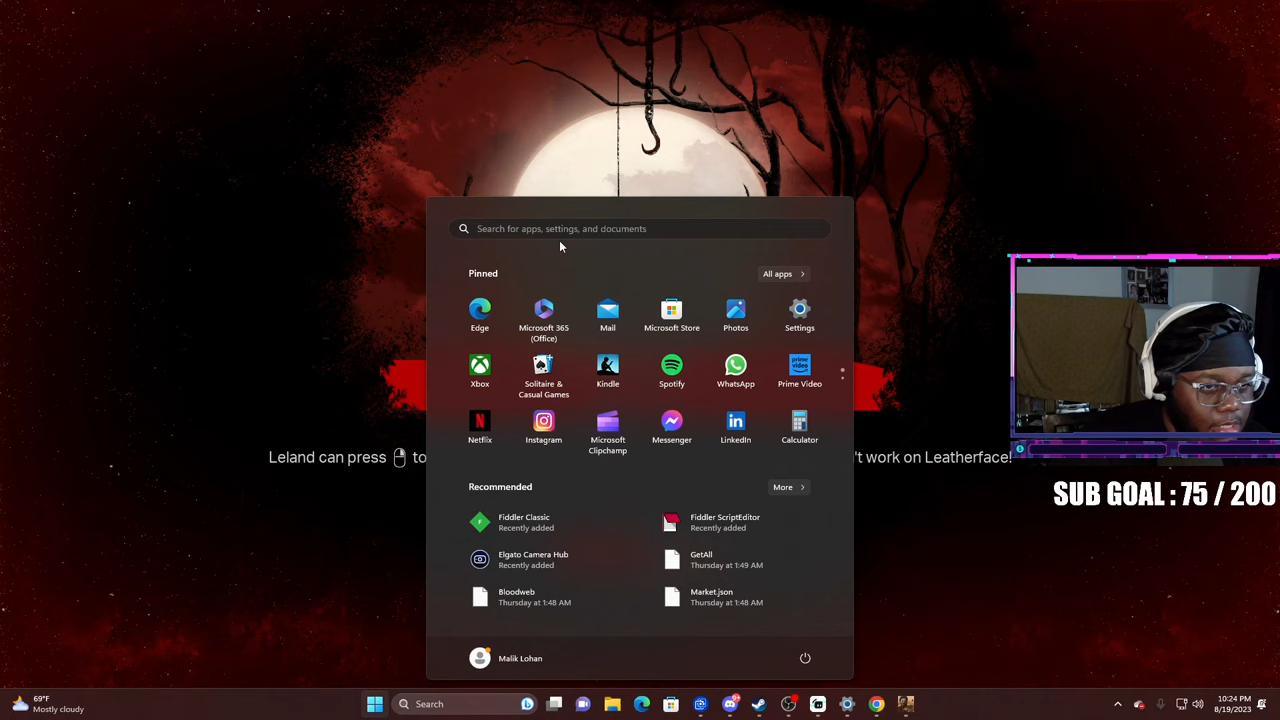 Search for apps, settings, and documents
Pinned
All apps >
Edge
Microsoft 365 (Office)
Mail
Microsoft Store
Photos
Settings
Xbox
Solitaire & Casual Games
Kindle
Spotify
WhatsApp
Prime Video
Netflix
Instagram
Microsoft Clipchamp
Messenger
LinkedIn
Calculator
Leland can press to
't work on Leatherface!
Recommended
More >
Fiddler Classic
Recently added
Fiddler ScriptEditor
Recently added
Elgato Camera Hub
Recently added
GetAll
Thursday at 1:49 AM
Bloodweb
Thursday at 1:48 AM
Market.json
Thursday at 1:48 AM
Malik Lohan
SUB GOAL : 75 / 200
69°F
Mostly cloudy
Search
10:24 PM
8/19/2023